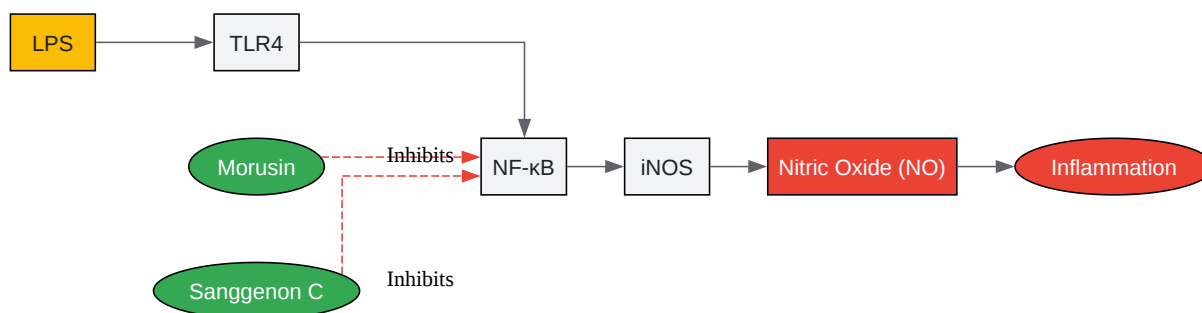 LPS
TLR4
Morusin
Inhibits
NF-κB
iNOS
Nitric Oxide (NO)
Inflammation
Sanggenon C
Inhibits